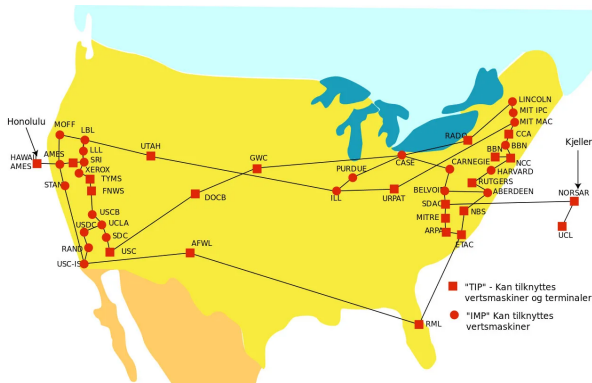 Honolulu
HAWAI
AMES
MOFF
LBL
LLL
SRI
AMES
XEROX
TYMS
FNWS
STAN
USCB
UCLA
USDC
SDC
RAND
USC
USC-IS
UTAH
DOCB
GWC
AFWL
PURDUE
ILL
URPAT
CASE
RADC
LINCOLN
MIT IPC
MIT MAC
CCA
BBN
BBN
NCC
HARVARD
CARNEGIE
RUTGERS
BELVOIR
ABERDEEN
SDAC
NBS
MITRE
ARPA
ETAC
RML
Kjeller
NORSAR
UCL
"TIP" - Kan tilknyttes
vertsmaskiner og terminaler
"IMP" Kan tilknyttes
vertsmaskiner